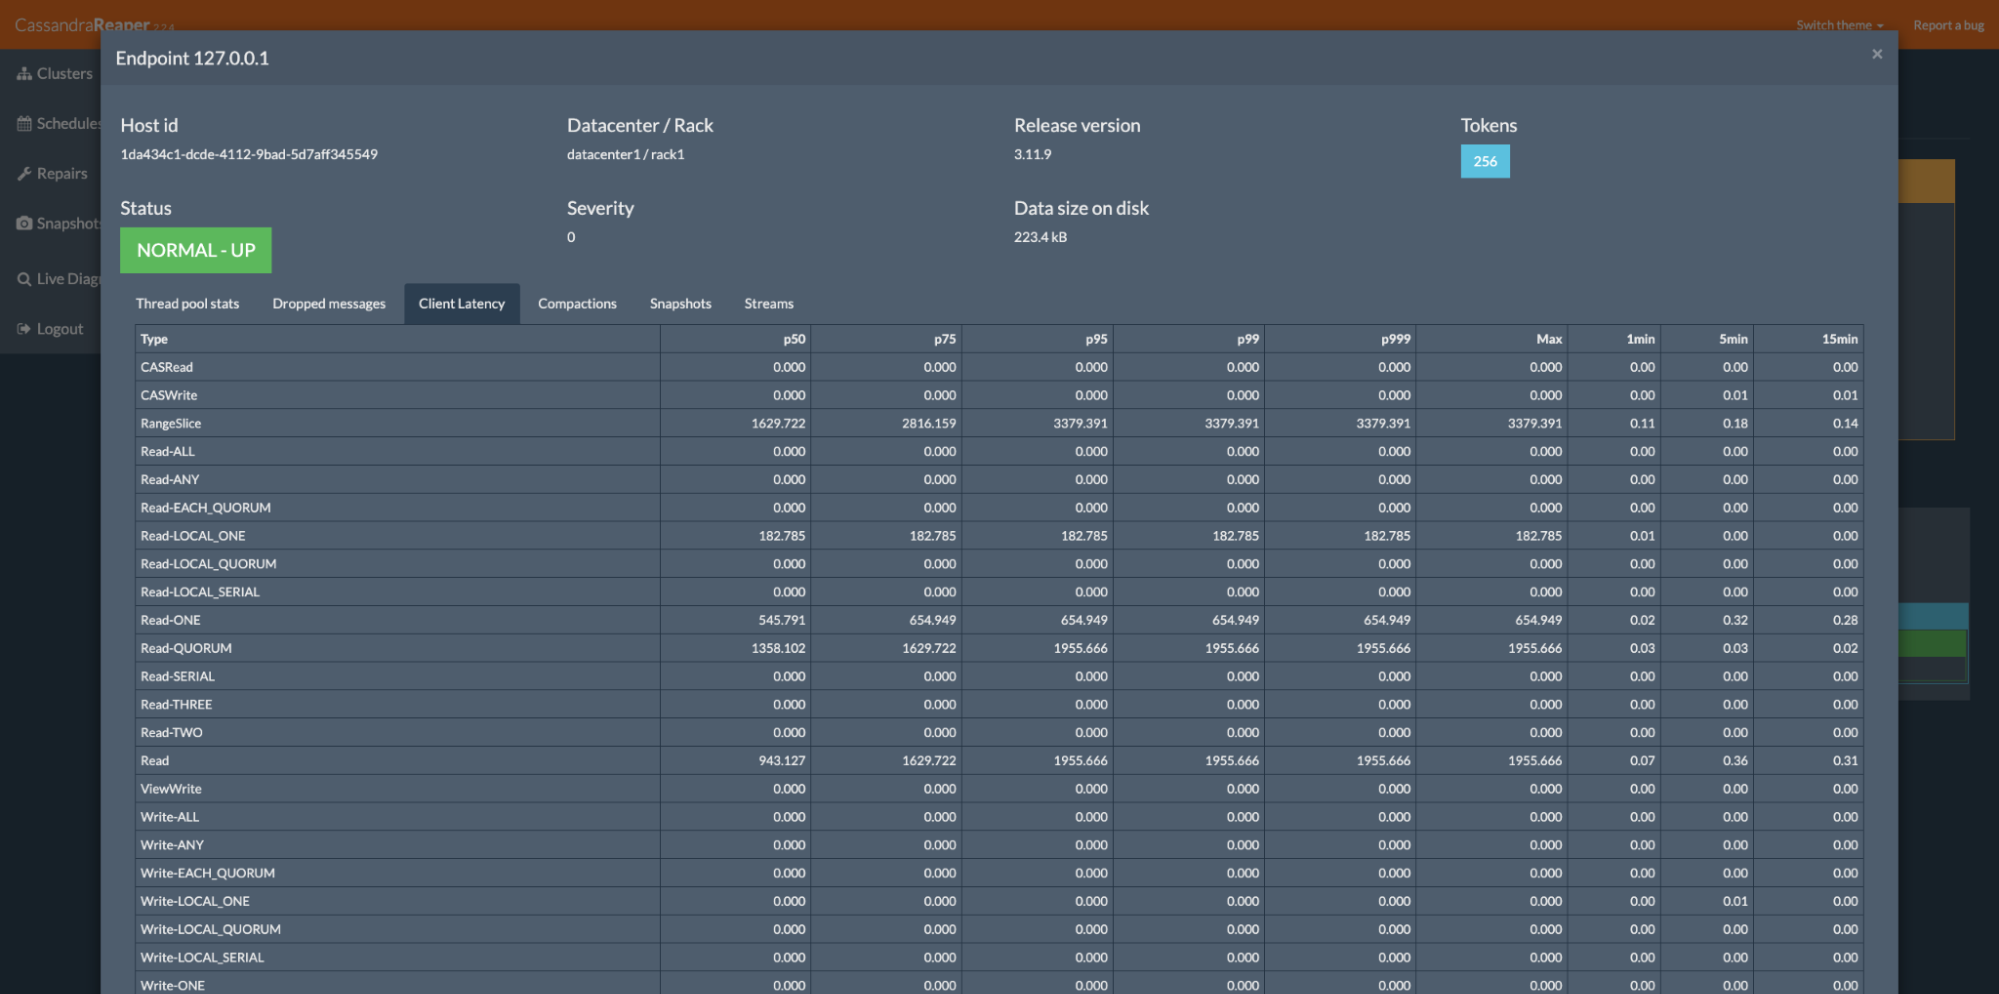 CassandraReaper 2.2.4
Switch theme
Report a bug
Endpoint 127.0.0.1
×
Clusters
Schedules
Repairs
Snapshots
Live Diag
Logout
Host id
1da434c1-dcde-4112-9bad-5d7aff345549
Datacenter / Rack
datacenter1 / rack1
Release version
3.11.9
Tokens
256
Status
NORMAL - UP
Severity
0
Data size on disk
223.4 kB
Thread pool stats Dropped messages Client Latency Compactions Snapshots Streams
Type p50 p75 p95 p99 p999 Max 1min 5min 15min
CASRead 0.000 0.000 0.000 0.000 0.000 0.000 0.00 0.00 0.00
CASWrite 0.000 0.000 0.000 0.000 0.000 0.000 0.00 0.01 0.01
RangeSlice 1629.722 2816.159 3379.391 3379.391 3379.391 3379.391 0.11 0.18 0.14
Read-ALL 0.000 0.000 0.000 0.000 0.000 0.000 0.00 0.00 0.00
Read-ANY 0.000 0.000 0.000 0.000 0.000 0.000 0.00 0.00 0.00
Read-EACH_QUORUM 0.000 0.000 0.000 0.000 0.000 0.000 0.00 0.00 0.00
Read-LOCAL_ONE 182.785 182.785 182.785 182.785 182.785 182.785 0.01 0.00 0.00
Read-LOCAL_QUORUM 0.000 0.000 0.000 0.000 0.000 0.000 0.00 0.00 0.00
Read-LOCAL_SERIAL 0.000 0.000 0.000 0.000 0.000 0.000 0.00 0.00 0.00
Read-ONE 545.791 654.949 654.949 654.949 654.949 654.949 0.02 0.32 0.28
Read-QUORUM 1358.102 1629.722 1955.666 1955.666 1955.666 1955.666 0.03 0.03 0.02
Read-SERIAL 0.000 0.000 0.000 0.000 0.000 0.000 0.00 0.00 0.00
Read-THREE 0.000 0.000 0.000 0.000 0.000 0.000 0.00 0.00 0.00
Read-TWO 0.000 0.000 0.000 0.000 0.000 0.000 0.00 0.00 0.00
Read 943.127 1629.722 1955.666 1955.666 1955.666 1955.666 0.07 0.36 0.31
ViewWrite 0.000 0.000 0.000 0.000 0.000 0.000 0.00 0.00 0.00
Write-ALL 0.000 0.000 0.000 0.000 0.000 0.000 0.00 0.00 0.00
Write-ANY 0.000 0.000 0.000 0.000 0.000 0.000 0.00 0.00 0.00
Write-EACH_QUORUM 0.000 0.000 0.000 0.000 0.000 0.000 0.00 0.00 0.00
Write-LOCAL_ONE 0.000 0.000 0.000 0.000 0.000 0.000 0.00 0.01 0.00
Write-LOCAL_QUORUM 0.000 0.000 0.000 0.000 0.000 0.000 0.00 0.00 0.00
Write-LOCAL_SERIAL 0.000 0.000 0.000 0.000 0.000 0.000 0.00 0.00 0.00
Write-ONE 0.000 0.000 0.000 0.000 0.000 0.000 0.00 0.00 0.00